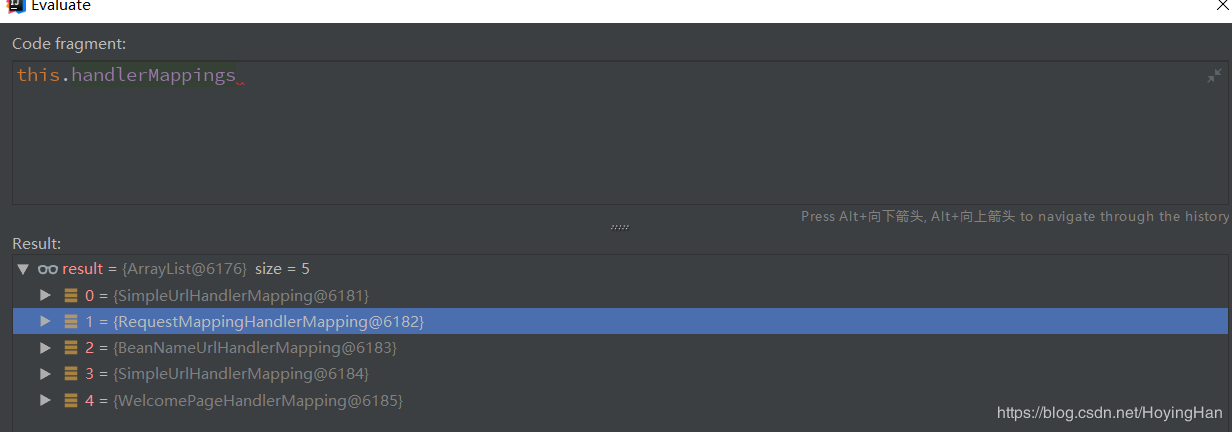 Evaluate
Code fragment:
this.handlerMappings
Press Alt+向下箭头, Alt+向上箭头 to navigate through the history
Result:
result = {ArrayList@6176} size = 5
0 = {SimpleUrlHandlerMapping@6181}
1 = {RequestMappingHandlerMapping@6182}
2 = {BeanNameUrlHandlerMapping@6183}
3 = {SimpleUrlHandlerMapping@6184}
4 = {WelcomePageHandlerMapping@6185}
https://blog.csdn.net/HoyingHan